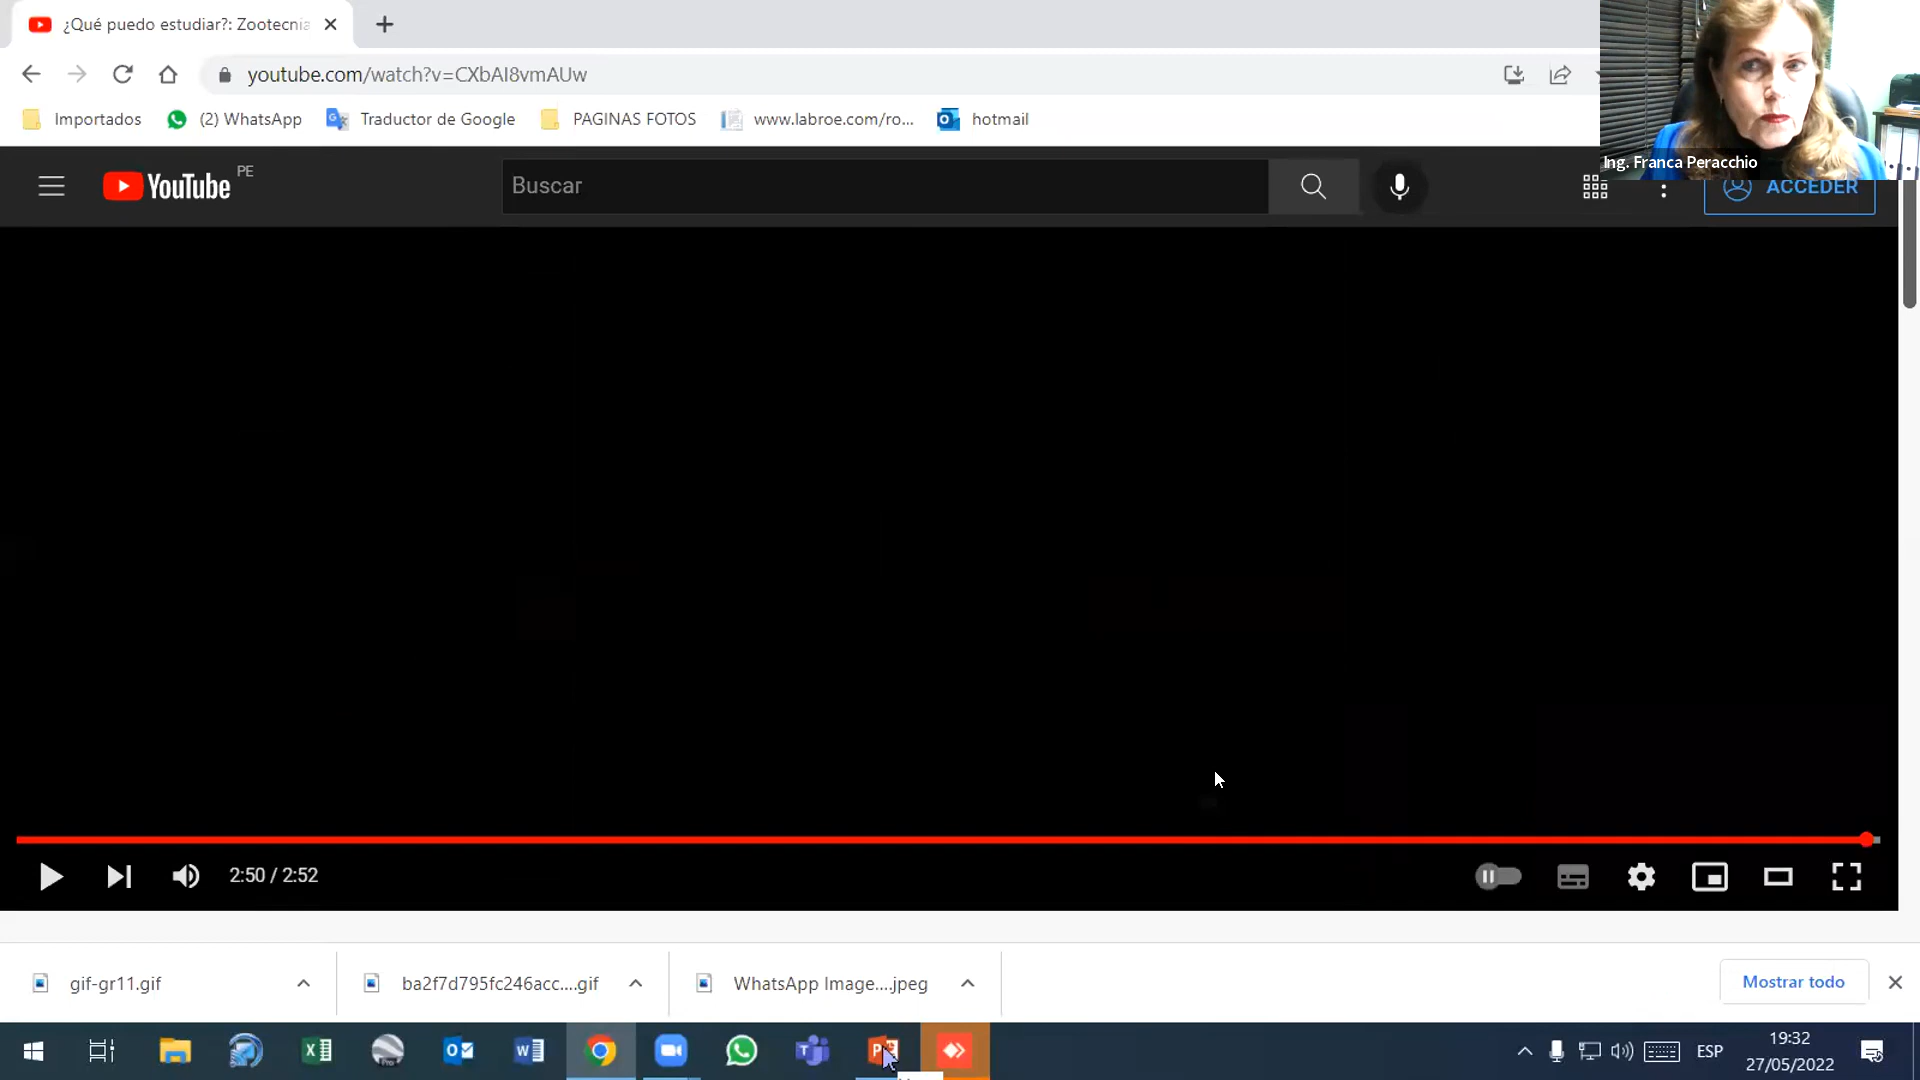 ¿Qué puedo estudiar?: Zootecnia
youtube.com/watch?v=CXbAI8vmAUw
Importados
(2) WhatsApp
Traductor de Google
PAGINAS FOTOS
www.labroe.com/ro...
hotmail
Ing. Franca Peracchio
YouTube PE
Buscar
ACCEDER
2:50 / 2:52
gif-gr11.gif
ba2f7d795fc246acc....gif
WhatsApp Image....jpeg
Mostrar todo
ESP
19:32
27/05/2022